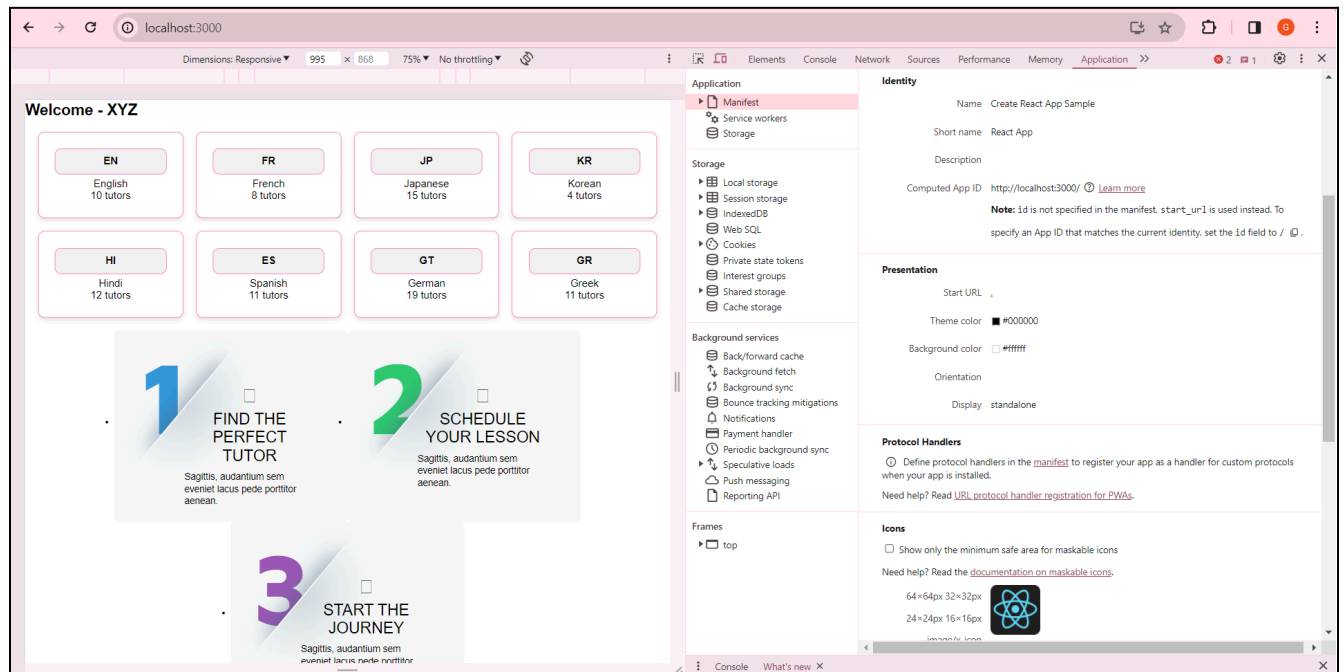 localhost:3000
G
Dimensions: Responsive 995 × 868 75% No throttling
Elements Console Network Sources Performance Memory Application 2 1
Welcome - XYZ
EN
English
10 tutors
FR
French
8 tutors
JP
Japanese
15 tutors
KR
Korean
4 tutors
HI
Hindi
12 tutors
ES
Spanish
11 tutors
GT
German
19 tutors
GR
Greek
11 tutors
1
FIND THE
PERFECT
TUTOR
Sagittis, audantium sem
eveniet lacus pede porttitor
aenean.
2
SCHEDULE
YOUR LESSON
Sagittis, audantium sem
eveniet lacus pede porttitor
aenean.
3
START THE
JOURNEY
Sagittis, audantium sem
eveniet lacus pede porttitor
Application
Manifest
Service workers
Storage
Storage
Local storage
Session storage
IndexedDB
Web SQL
Cookies
Private state tokens
Interest groups
Shared storage
Cache storage
Background services
Back/forward cache
Background fetch
Background sync
Bounce tracking mitigations
Notifications
Payment handler
Periodic background sync
Speculative loads
Push messaging
Reporting API
Frames
top
Identity
Name Create React App Sample
Short name React App
Description
Computed App ID http://localhost:3000/ Learn more
Note: id is not specified in the manifest, start_url is used instead. To
specify an App ID that matches the current identity, set the id field to / .
Presentation
Start URL .
Theme color #000000
Background color #ffffff
Orientation
Display standalone
Protocol Handlers
Define protocol handlers in the manifest to register your app as a handler for custom protocols
when your app is installed.
Need help? Read URL protocol handler registration for PWAs.
Icons
Show only the minimum safe area for maskable icons
Need help? Read the documentation on maskable icons.
64×64px 32×32px
24×24px 16×16px
image/x-icon
Console What's new